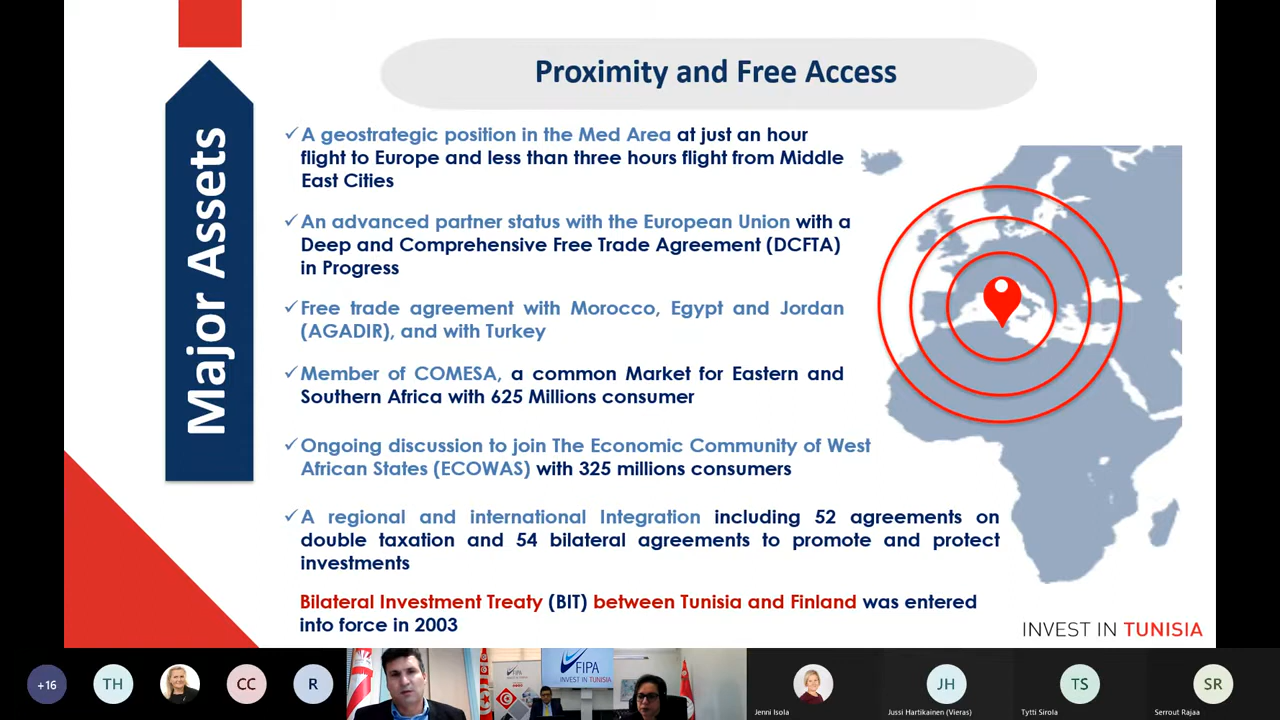 Proximity and Free Access
Major Assets
✓A geostrategic position in the Med Area at just an hour
flight to Europe and less than three hours flight from Middle
East Cities
✓An advanced partner status with the European Union with a
Deep and Comprehensive Free Trade Agreement (DCFTA)
in Progress
✓Free trade agreement with Morocco, Egypt and Jordan
(AGADIR), and with Turkey
✓Member of COMESA, a common Market for Eastern and
Southern Africa with 625 Millions consumer
✓Ongoing discussion to join The Economic Community of West
African States (ECOWAS) with 325 millions consumers
✓A regional and international Integration including 52 agreements on
double taxation and 54 bilateral agreements to promote and protect
investments
Bilateral Investment Treaty (BIT) between Tunisia and Finland was entered
into force in 2003
INVEST IN TUNISIA
+16
TH
CC
R
FIPA
INVEST IN TUNISIA
JH
TS
SR
Jenni Isola
Jussi Hartikainen (Vieras)
Tytti Sirola
Serrout Rajaa